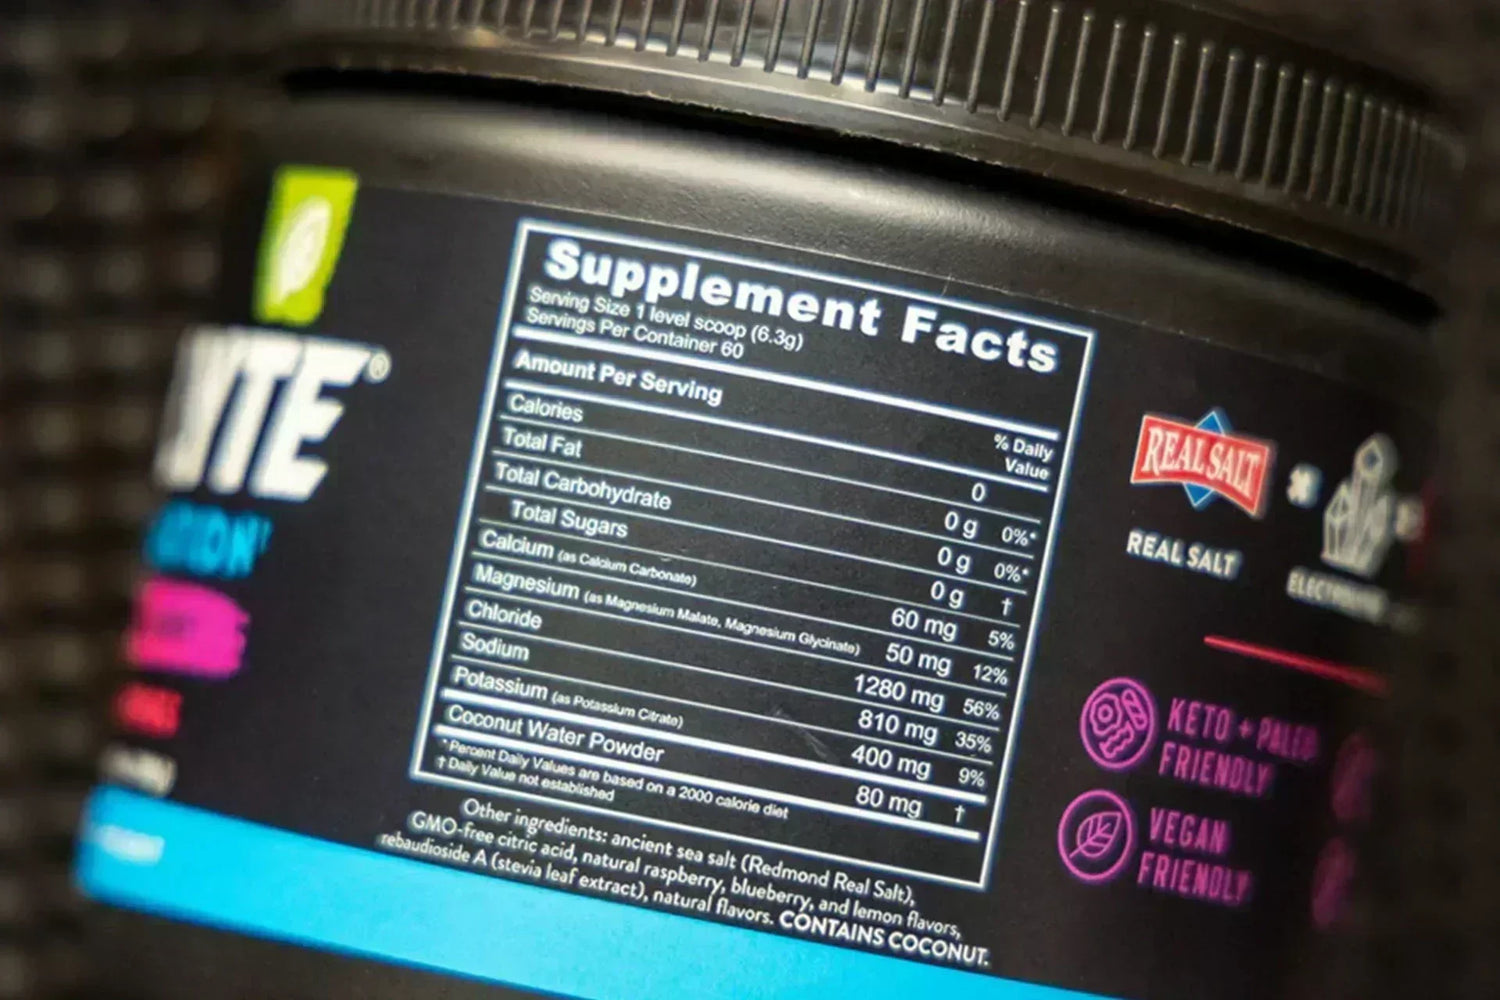 YTE®
Supplement Facts
Serving Size 1 level scoop (6.3g)
Servings Per Container 60
Amount Per Serving
% Daily
Value
Calories 0
Total Fat 0 g 0%*
Total Carbohydrate 0 g 0%*
Total Sugars 0 g †
Calcium (as Calcium Carbonate) 60 mg 5%
Magnesium (as Magnesium Malate, Magnesium Glycinate) 50 mg 12%
Chloride 1280 mg 56%
Sodium 810 mg 35%
Potassium (as Potassium Citrate) 400 mg 9%
Coconut Water Powder 80 mg †
* Percent Daily Values are based on a 2000 calorie diet
† Daily Value not established
Other ingredients: ancient sea salt (Redmond Real Salt),
GMO-free citric acid, natural raspberry, blueberry, and lemon flavors,
rebaudioside A (stevia leaf extract), natural flavors. CONTAINS COCONUT.
REAL SALT
REAL SALT
KETO + PALEO
FRIENDLY
VEGAN
FRIENDLY